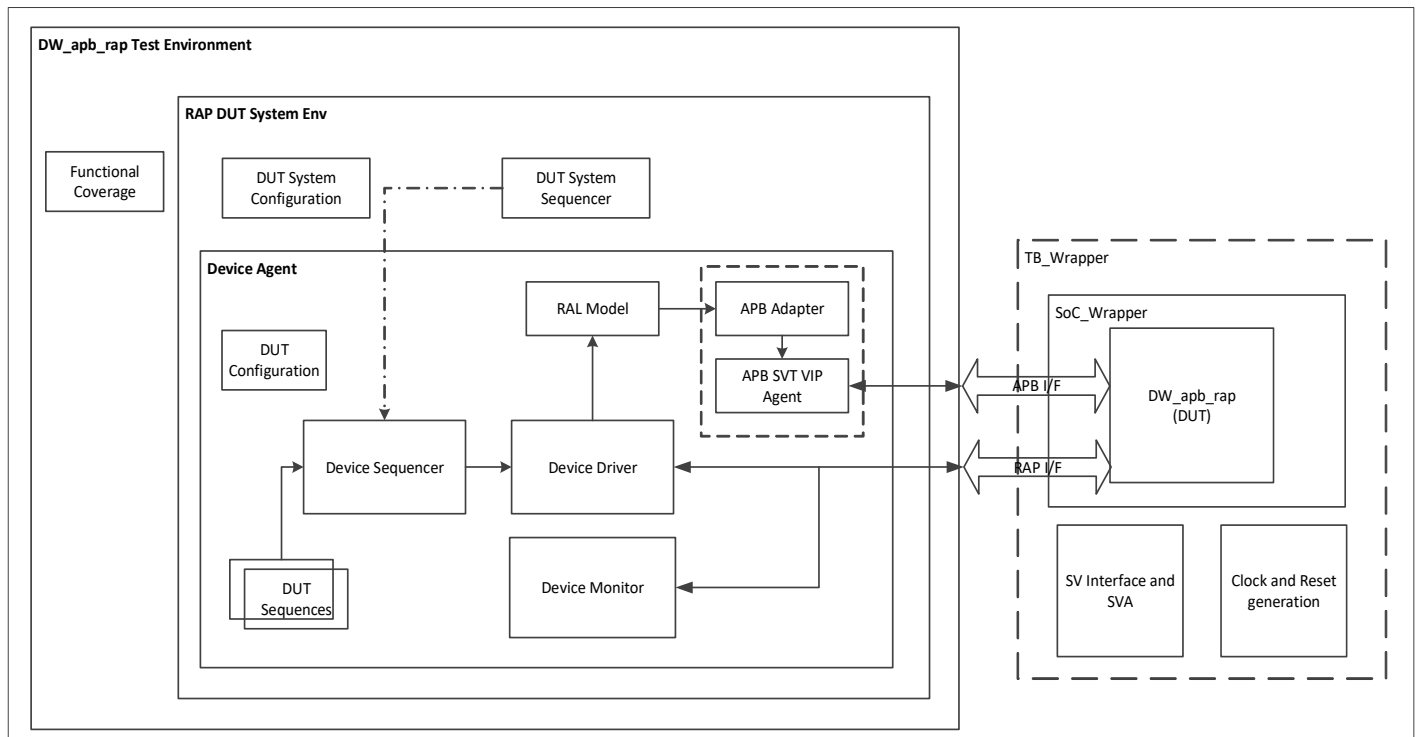 DW_apb_rap Test Environment
RAP DUT System Env
Functional
Coverage
DUT System
Configuration
DUT System
Sequencer
Device Agent
RAL Model
APB Adapter
DUT
Configuration
APB SVT VIP
Agent
Device Sequencer
Device Driver
DUT
Sequences
Device Monitor
TB_Wrapper
SoC_Wrapper
APB I/F
DW_apb_rap
(DUT)
RAP I/F
SV Interface and
SVA
Clock and Reset
generation